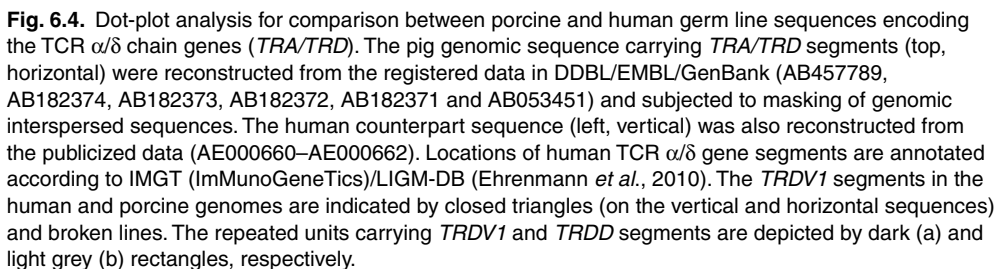 Fig. 6.4. Dot-plot analysis for comparison between porcine and human germ line sequences encoding
the TCR α/δ chain genes (TRA/TRD). The pig genomic sequence carrying TRA/TRD segments (top,
horizontal) were reconstructed from the registered data in DDBL/EMBL/GenBank (AB457789,
AB182374, AB182373, AB182372, AB182371 and AB053451) and subjected to masking of genomic
interspersed sequences. The human counterpart sequence (left, vertical) was also reconstructed from
the publicized data (AE000660–AE000662). Locations of human TCR α/δ gene segments are annotated
according to IMGT (ImMunoGeneTics)/LIGM-DB (Ehrenmann et al., 2010). The TRDV1 segments in the
human and porcine genomes are indicated by closed triangles (on the vertical and horizontal sequences)
and broken lines. The repeated units carrying TRDV1 and TRDD segments are depicted by dark (a) and
light grey (b) rectangles, respectively.